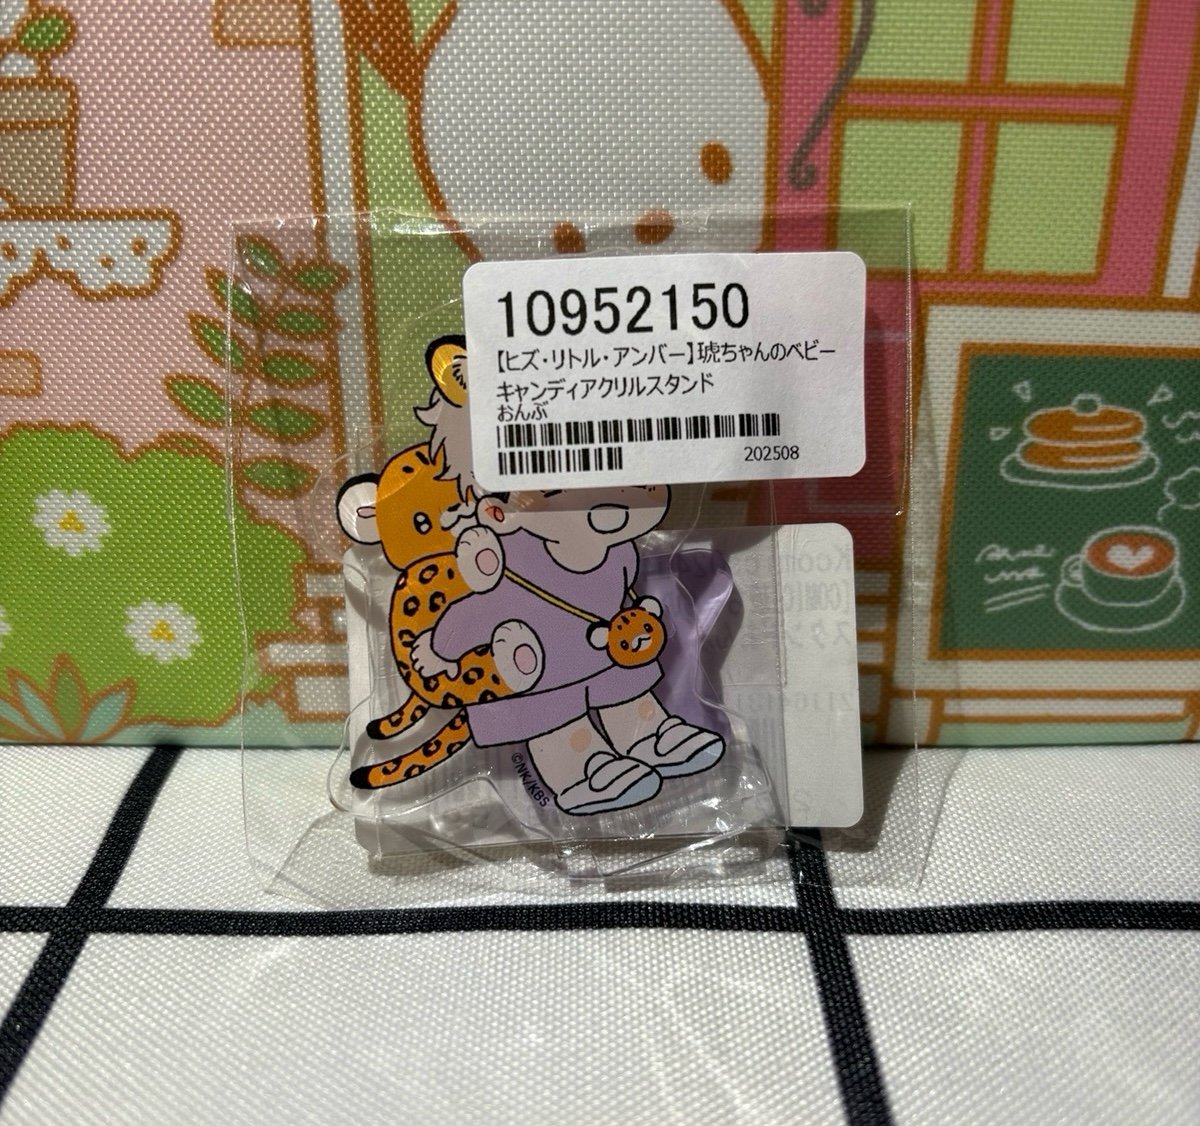 10952150
【ヒズ・リトル・アンバー】琥ちゃんのベビー
キャンディアクリルスタンド
おんぶ
202508
©NK/KBS